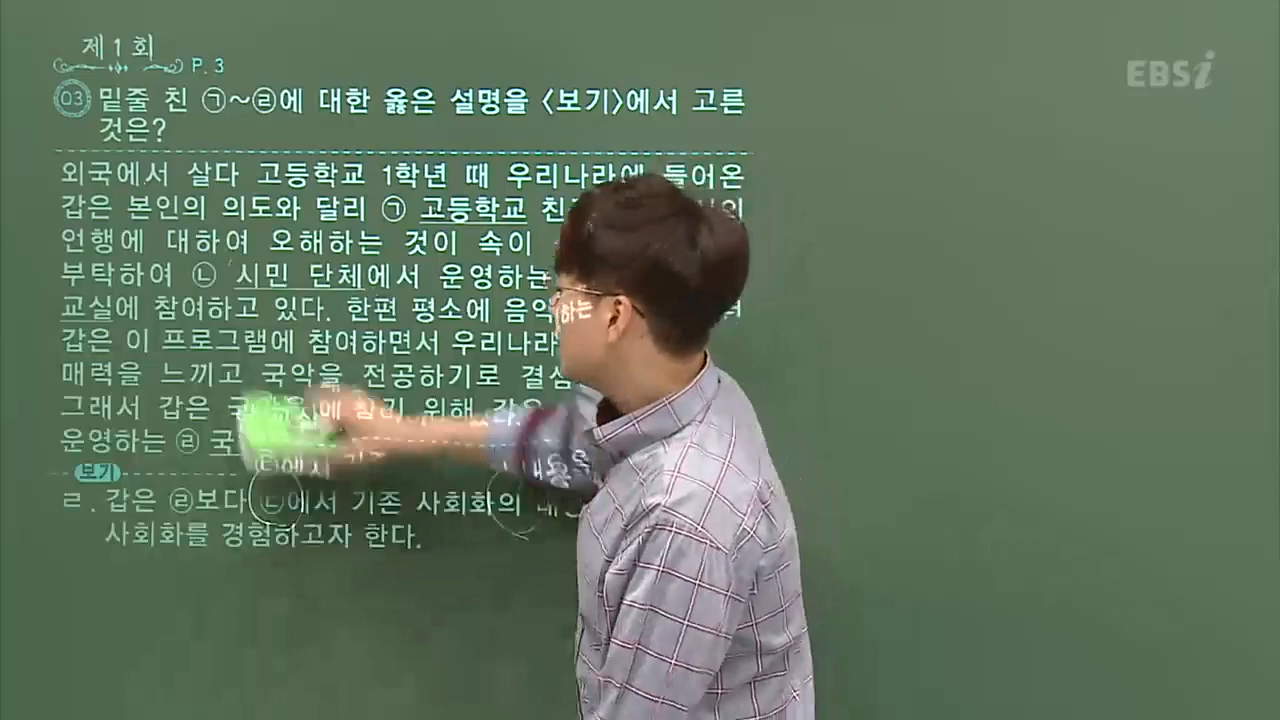 제1회
P. 3
EBSi
03 밑줄 친 ㉠~㉣에 대한 옳은 설명을 <보기>에서 고른
것은?
외국에서 살다 고등학교 1학년 때 우리나라에 들어온
갑은 본인의 의도와 달리 ㉠ 고등학교
언행에 대하여 오해하는 것이 속이
부탁하여 ㉡ 시민 단체에서 운영하는
교실에 참여하고 있다. 한편 평소에
갑은 이 프로그램에 참여하면서 우리나라
매력을 느끼고 국악을 전공하기로
그래서 갑은 위해
운영하는 ㉣
보기
ㄹ. 갑은 ㉣보다 ㉡에서 기존 사회화의
사회화를 경험하고자 한다.